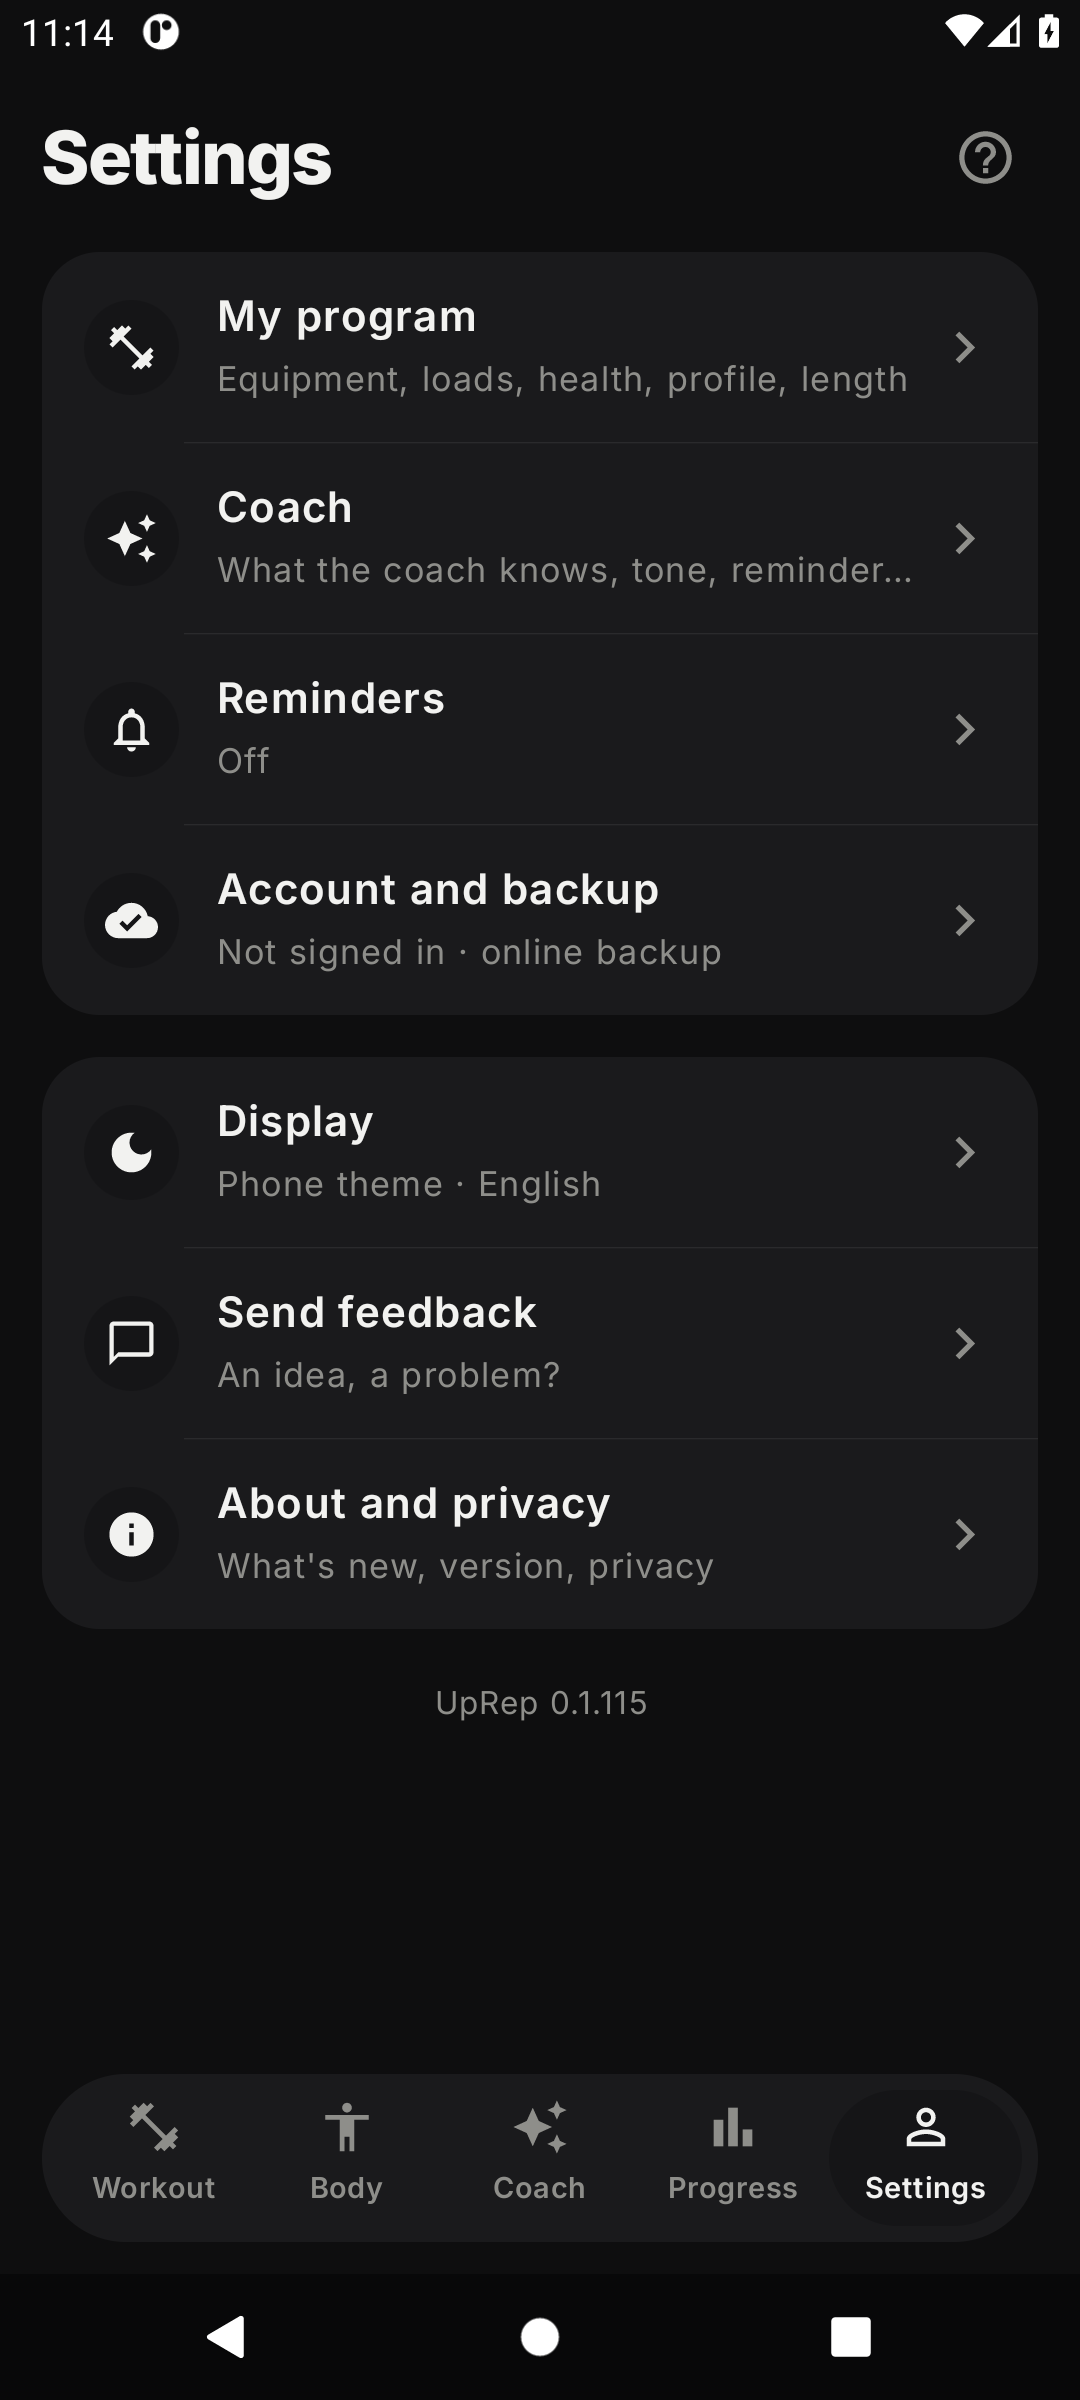 11:14
Settings
My program
Equipment, loads, health, profile, length
Coach
What the coach knows, tone, reminder...
Reminders
Off
Account and backup
Not signed in · online backup
Display
Phone theme · English
Send feedback
An idea, a problem?
About and privacy
What's new, version, privacy
UpRep 0.1.115
Workout Body Coach Progress Settings